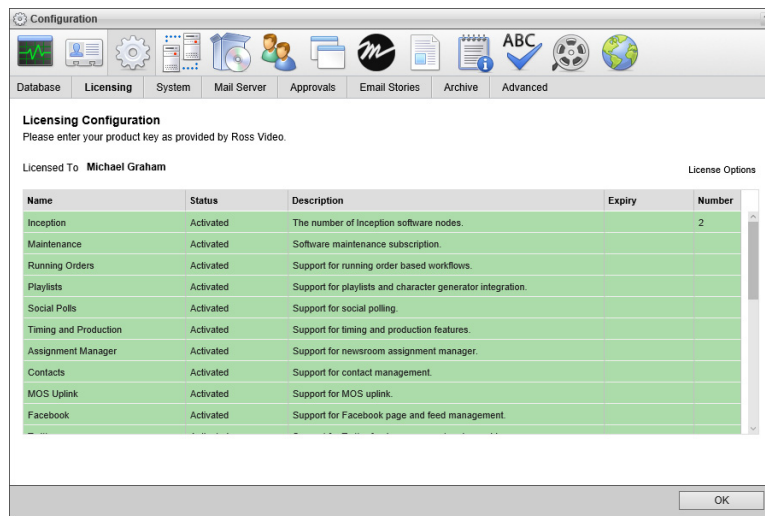 Configuration
ABC
Database Licensing System Mail Server Approvals Email Stories Archive Advanced
Licensing Configuration
Please enter your product key as provided by Ross Video.
Licensed To Michael Graham
License Options
Name Status Description Expiry Number
Inception Activated The number of Inception software nodes. 2
Maintenance Activated Software maintenance subscription.
Running Orders Activated Support for running order based workflows.
Playlists Activated Support for playlists and character generator integration.
Social Polls Activated Support for social polling.
Timing and Production Activated Support for timing and production features.
Assignment Manager Activated Support for newsroom assignment manager.
Contacts Activated Support for contact management.
MOS Uplink Activated Support for MOS uplink.
Facebook Activated Support for Facebook page and feed management.
OK